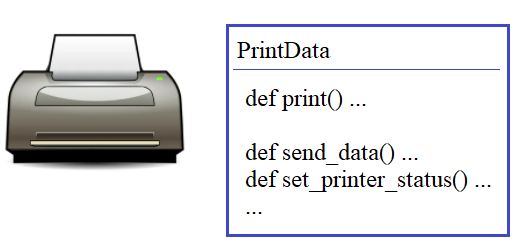 PrintData
def print() ...
def send_data() ...
def set_printer_status() ...
...